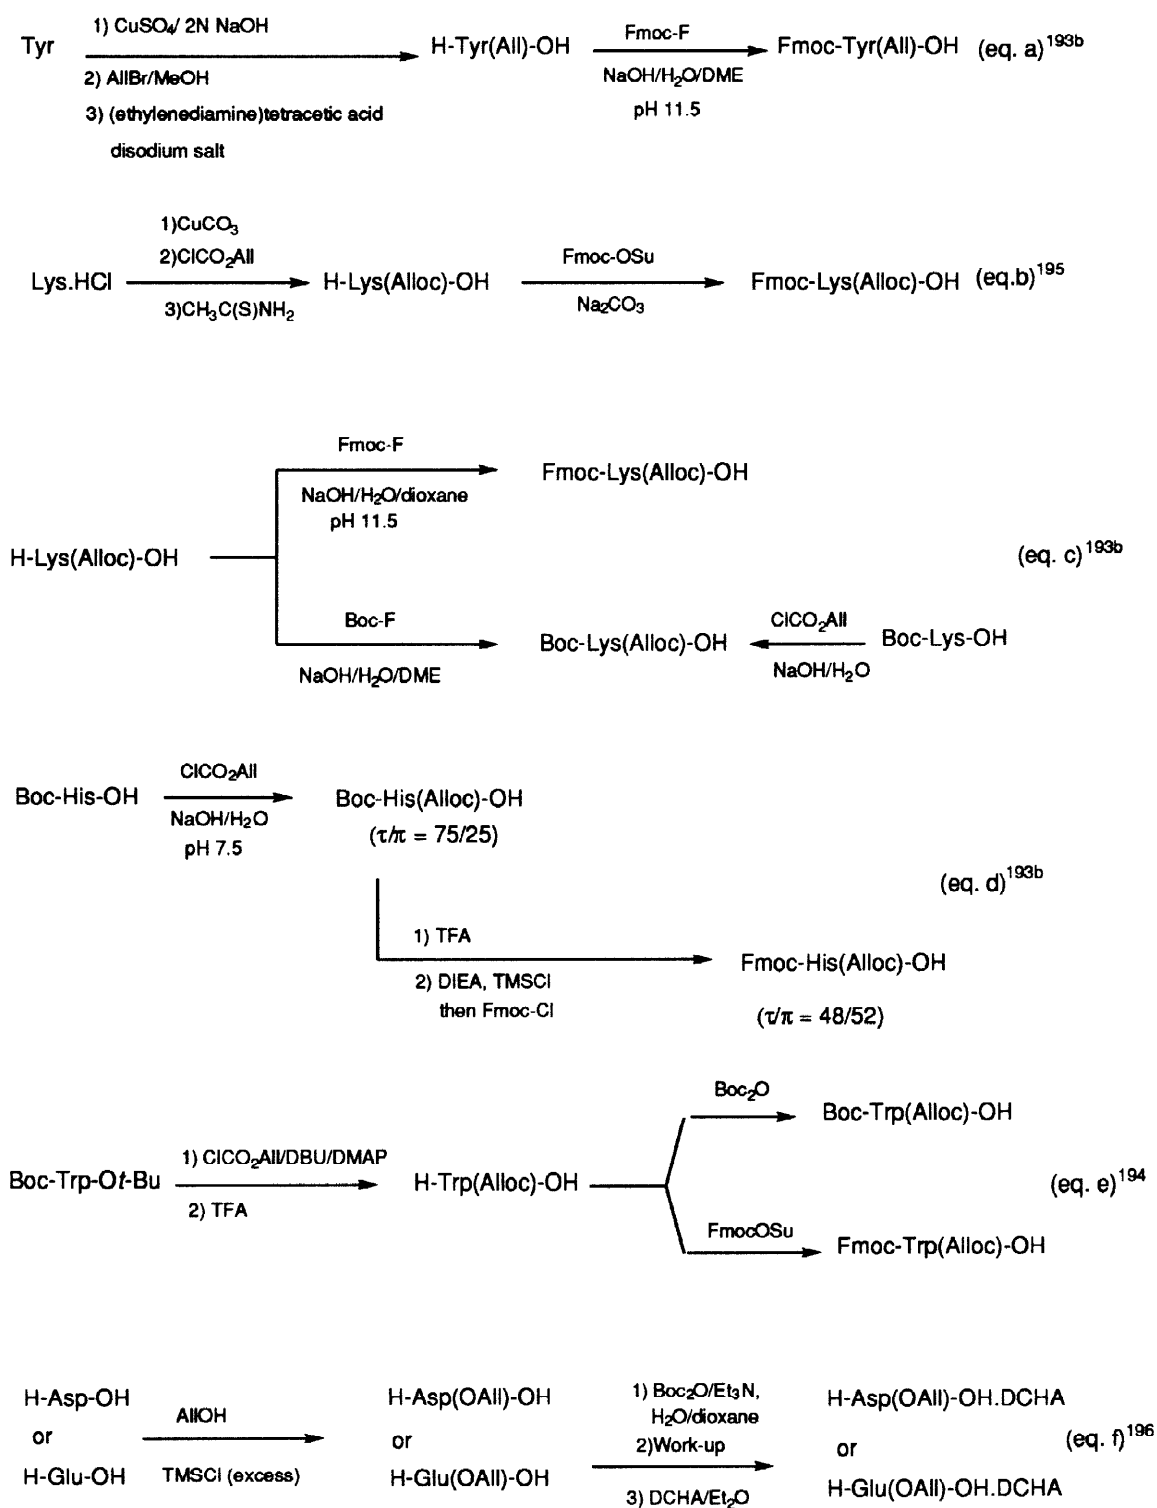 1) CuSO₄/ 2N NaOH
Tyr
H-Tyr(All)-OH
Fmoc-F
Fmoc-Tyr(All)-OH (eq. a)¹⁹³ᵇ
2) AllBr/MeOH
NaOH/H₂O/DME
3) (ethylenediamine)tetracetic acid
pH 11.5
disodium salt
1)CuCO₃
2)ClCO₂All
Fmoc-OSu
Lys.HCl
H-Lys(Alloc)-OH
Fmoc-Lys(Alloc)-OH (eq.b)¹⁹⁵
3)CH₃C(S)NH₂
Na₂CO₃
Fmoc-F
Fmoc-Lys(Alloc)-OH
NaOH/H₂O/dioxane
pH 11.5
H-Lys(Alloc)-OH
(eq. c)¹⁹³ᵇ
Boc-F
ClCO₂All
Boc-Lys(Alloc)-OH
Boc-Lys-OH
NaOH/H₂O/DME
NaOH/H₂O
ClCO₂All
Boc-His-OH
Boc-His(Alloc)-OH
NaOH/H₂O
pH 7.5
(τ/π = 75/25)
(eq. d)¹⁹³ᵇ
1) TFA
Fmoc-His(Alloc)-OH
2) DIEA, TMSCl
then Fmoc-Cl
(τ/π = 48/52)
Boc₂O
Boc-Trp(Alloc)-OH
1) ClCO₂All/DBU/DMAP
Boc-Trp-Ot-Bu
H-Trp(Alloc)-OH
(eq. e)¹⁹⁴
2) TFA
FmocOSu
Fmoc-Trp(Alloc)-OH
H-Asp-OH
H-Asp(OAll)-OH
1) Boc₂O/Et₃N,
H-Asp(OAll)-OH.DCHA
AllOH
H₂O/dioxane
or
or
2)Work-up
or
(eq. f)¹⁹⁶
H-Glu-OH
TMSCl (excess)
H-Glu(OAll)-OH
3) DCHA/Et₂O
H-Glu(OAll)-OH.DCHA